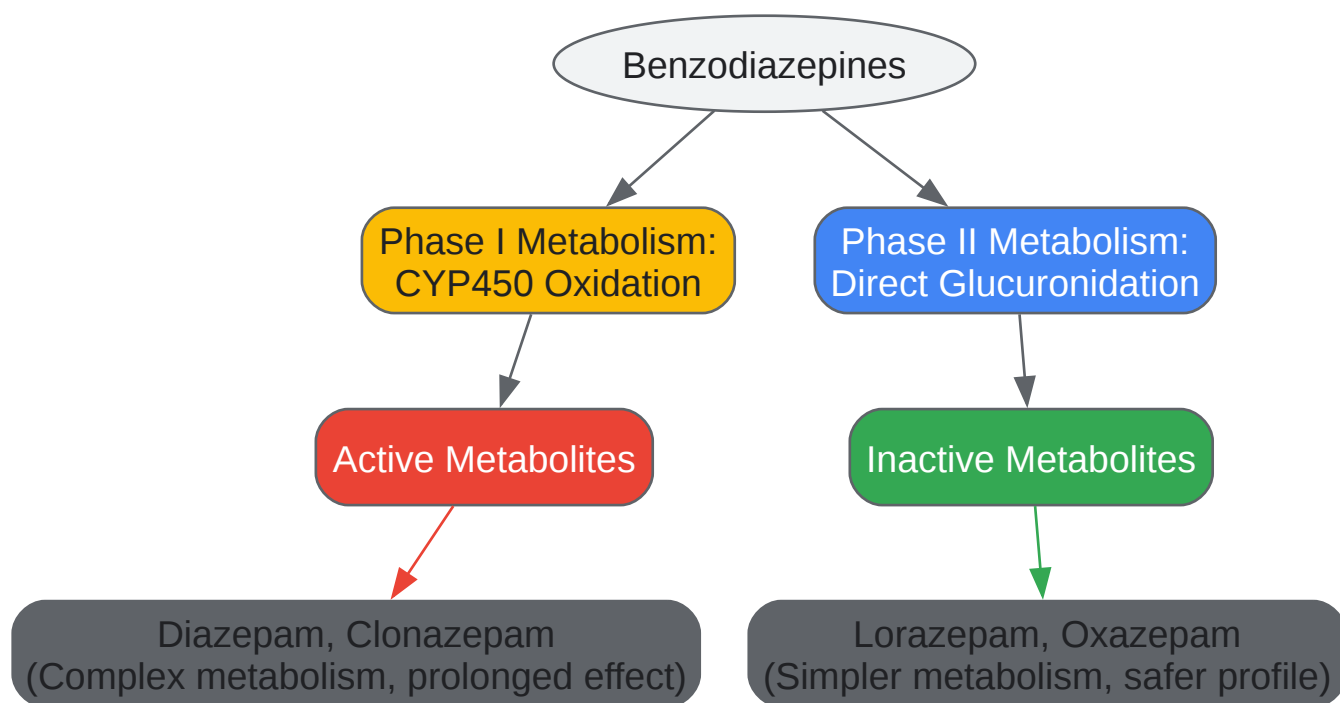 Benzodiazepines
Phase I Metabolism:
CYP450 Oxidation
Phase II Metabolism:
Direct Glucuronidation
Active Metabolites
Inactive Metabolites
Diazepam, Clonazepam
(Complex metabolism, prolonged effect)
Lorazepam, Oxazepam
(Simpler metabolism, safer profile)